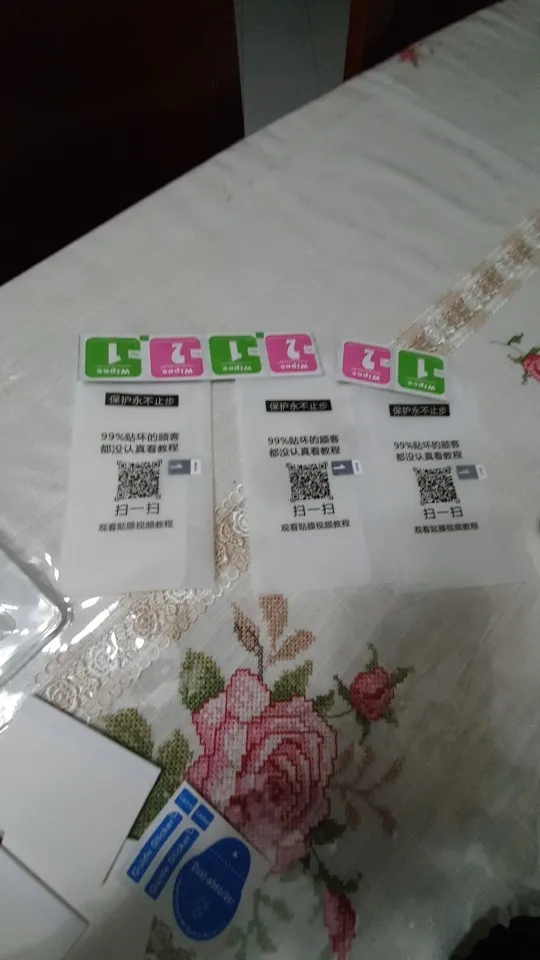 1
Wipes
2
Wipes
1
Wipes
2
Wipes
2
Wipes
1
Wipes
保护永不止步
99%贴坏的顾客
都没认真看教程
1
扫一扫
观看贴膜视频教程
保护永不止步
99%贴坏的顾客
都没认真看教程
1
扫一扫
观看贴膜视频教程
保护永不止步
99%贴坏的顾客
都没认真看教程
1
扫一扫
观看贴膜视频教程
Guide Sticker
Guide Sticker
Dust-absorber